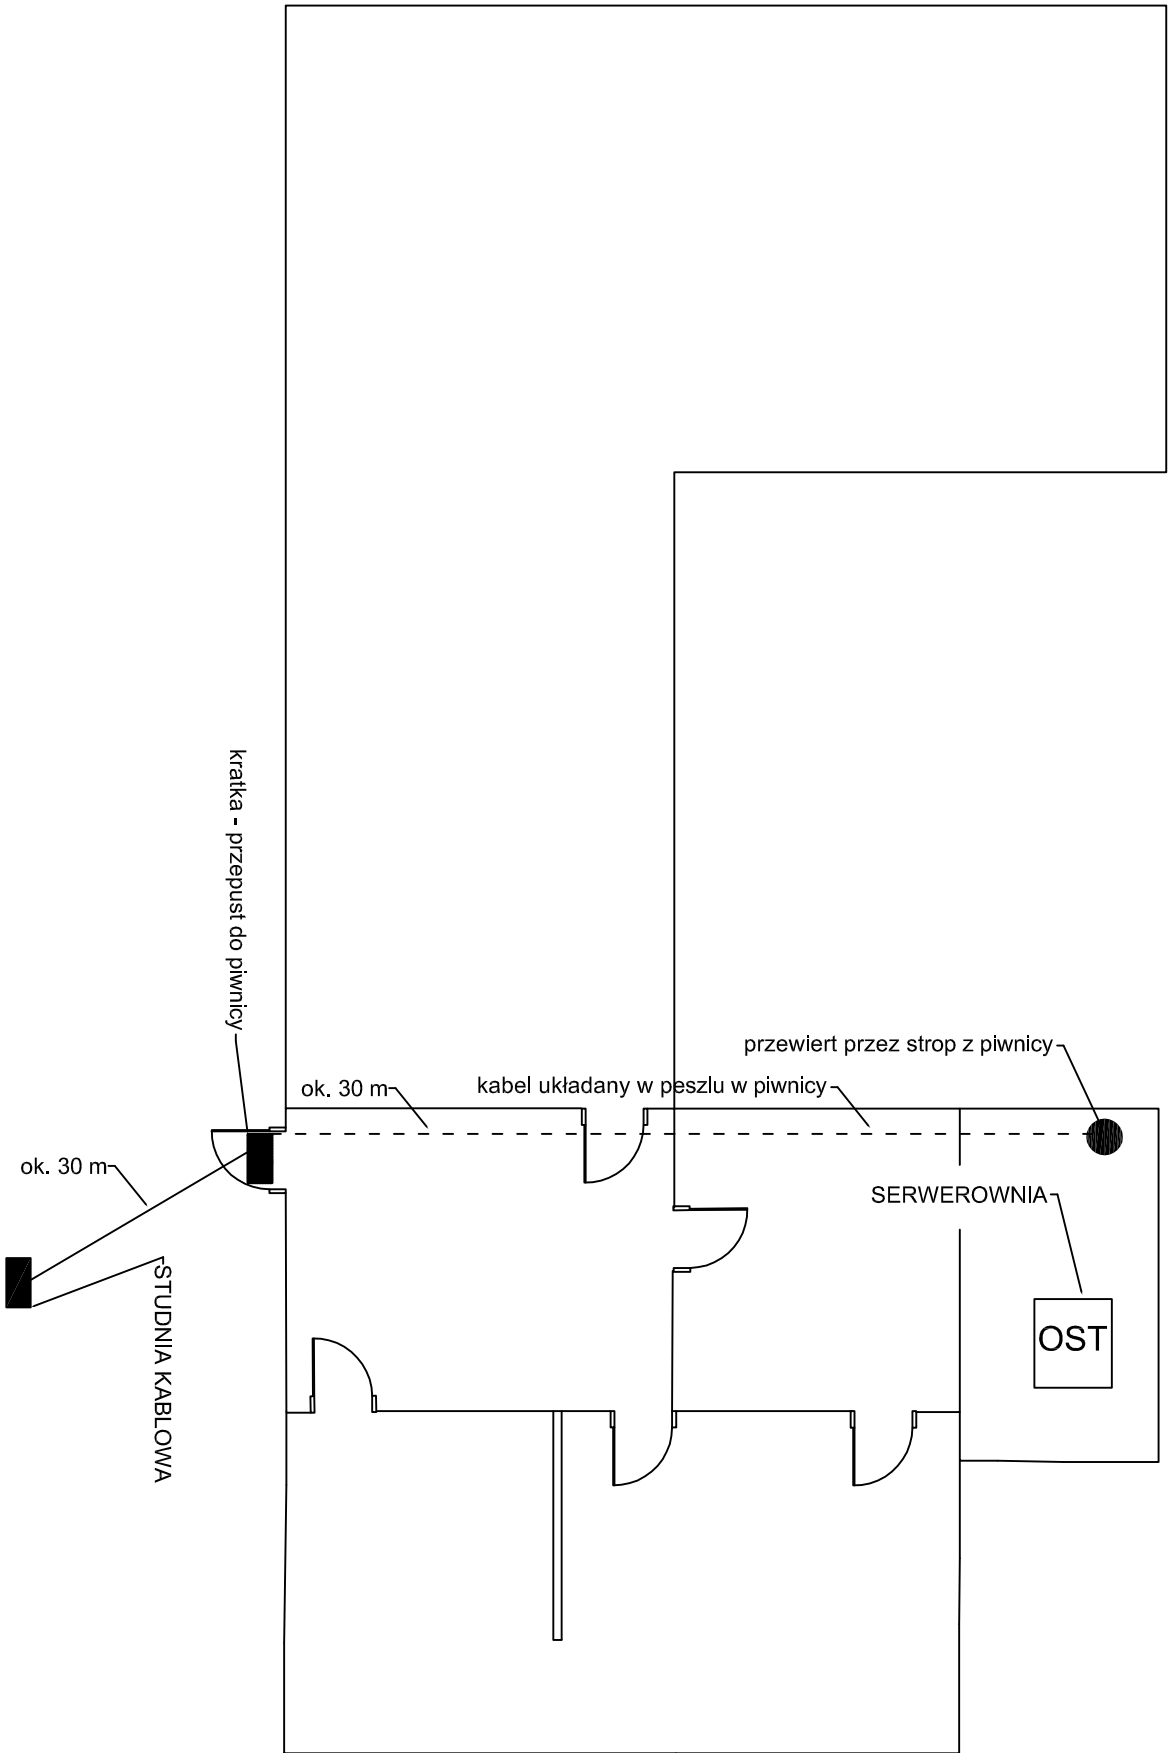 kratka - przepust do piwnicy
przewiert przez strop z piwnicy
ok. 30 m
kabel układany w peszlu w piwnicy
ok. 30 m
SERWEROWNIA
STUDNIA KABLOWA
OST